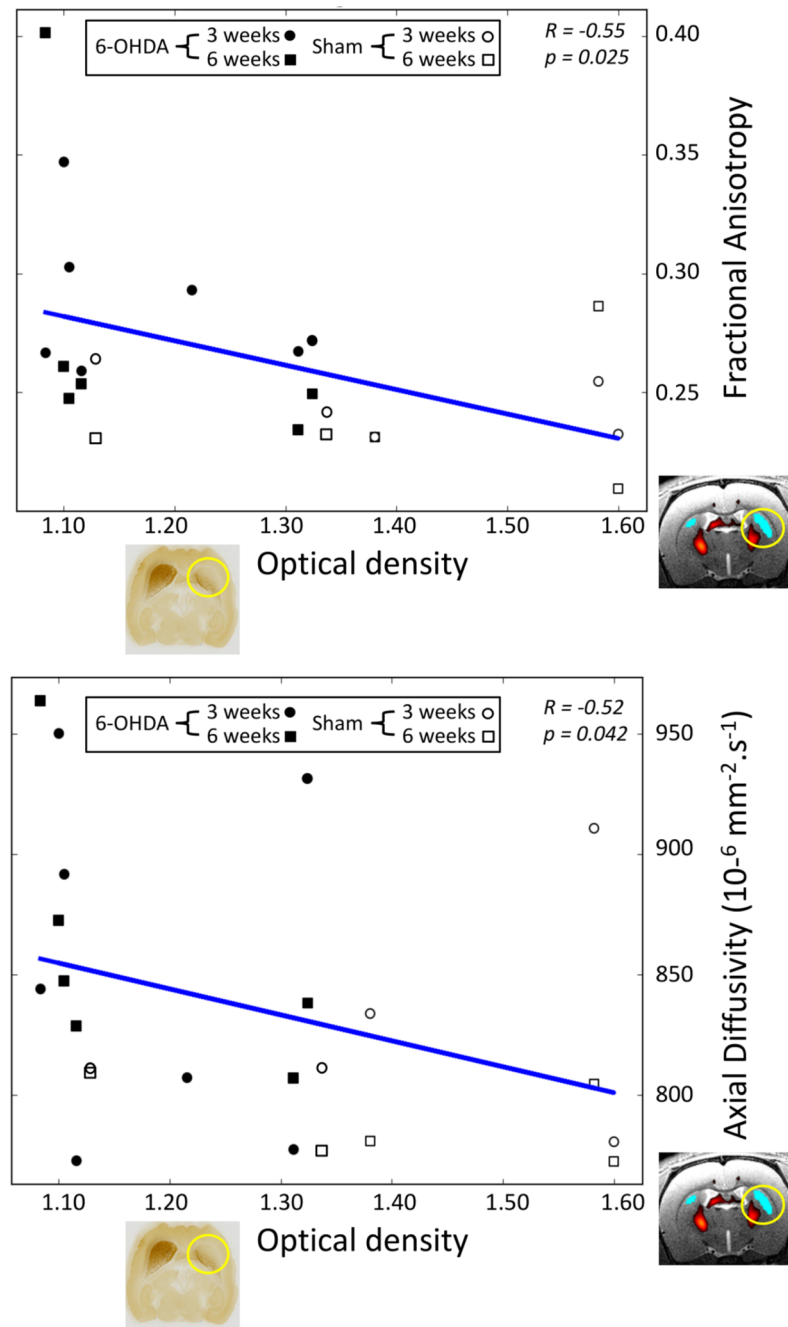 6-OHDA 3 weeks ● Sham 3 weeks ○
6 weeks ■ 6 weeks □
R = -0.55
p = 0.025
0.40
0.35
0.30
0.25
Fractional Anisotropy
1.10 1.20 1.30 1.40 1.50 1.60
Optical density
6-OHDA 3 weeks ● Sham 3 weeks ○
6 weeks ■ 6 weeks □
R = -0.52
p = 0.042
950
900
850
800
Axial Diffusivity (10-⁶ mm⁻².s⁻¹)
1.10 1.20 1.30 1.40 1.50 1.60
Optical density